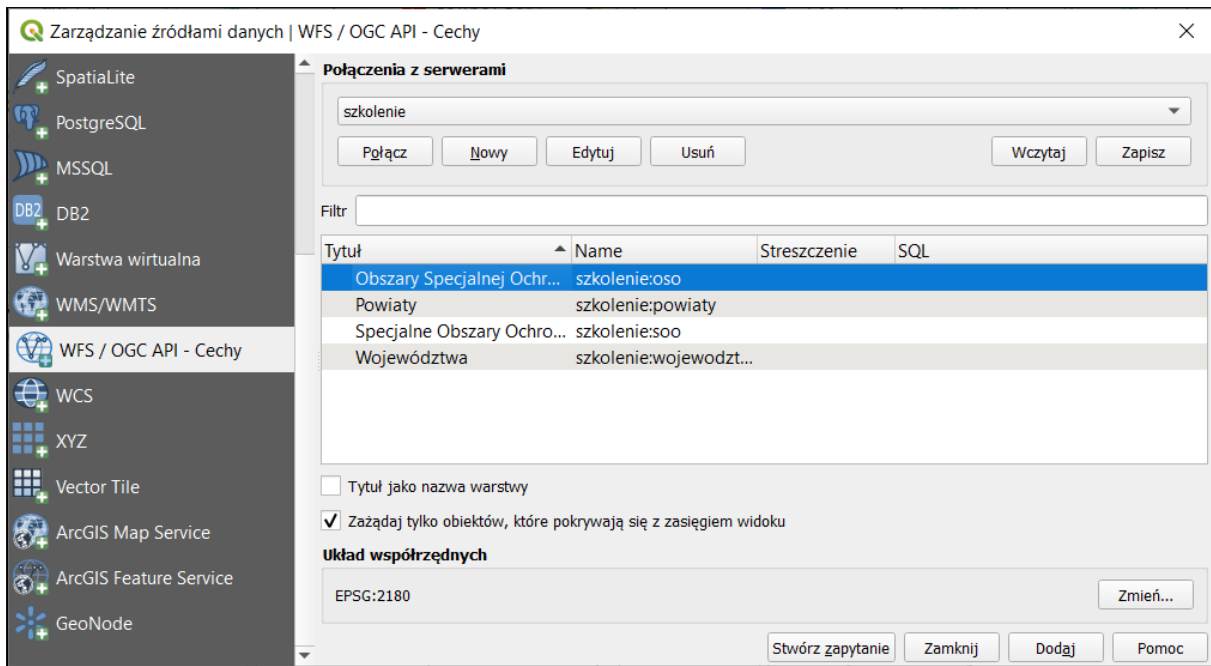 Zarządzanie źródłami danych | WFS / OGC API - Cechy
SpatiaLite
PostgreSQL
MSSQL
DB2 DB2
Warstwa wirtualna
WMS/WMTS
WFS / OGC API - Cechy
WCS
XYZ
Vector Tile
ArcGIS Map Service
ArcGIS Feature Service
GeoNode
Połączenia z serwerami
szkolenie
Połącz Nowy Edytuj Usuń Wczytaj Zapisz
Filtr
Tytuł Name Streszczenie SQL
Obszary Specjalnej Ochr... szkolenie:oso
Powiaty szkolenie:powiaty
Specjalne Obszary Ochro... szkolenie:soo
Województwa szkolenie:wojewodzt...
Tytuł jako nazwa warstwy
Zażądaj tylko obiektów, które pokrywają się z zasięgiem widoku
Układ współrzędnych
EPSG:2180 Zmień...
Stwórz zapytanie Zamknij Dodaj Pomoc